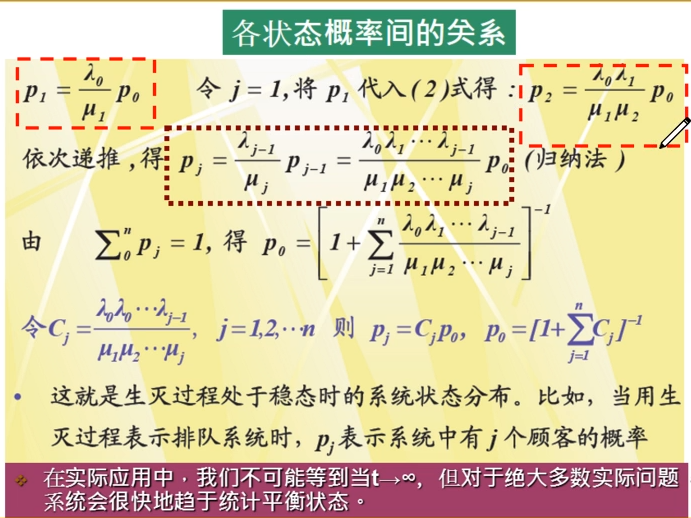 各状态概率间的关系
p₁ = λ₀/μ₁ p₀  令 j = 1, 将 p₁ 代入(2)式得：p₂ = λ₀λ₁/μ₁μ₂ p₀
依次递推,得 pⱼ = λⱼ₋₁/μⱼ pⱼ₋₁ = λ₀λ₁⋯λⱼ₋₁/μ₁μ₂⋯μⱼ p₀ (归纳法)
由 ∑₀ⁿ pⱼ = 1, 得 p₀ = [1 + ∑ⱼ₌₁ⁿ λ₀λ₁⋯λⱼ₋₁/μ₁μ₂⋯μⱼ]⁻¹
令Cⱼ = λ₀λ₀⋯λⱼ₋₁/μ₁μ₂⋯μⱼ, j=1,2,⋯n 则 pⱼ=Cⱼp₀, p₀=[1+∑ⱼ₌₁ⁿCⱼ]⁻¹
• 这就是生灭过程处于稳态时的系统状态分布。比如，当用生
灭过程表示排队系统时，pⱼ表示系统中有 j 个顾客的概率
❖ 在实际应用中，我们不可能等到当t→∞，但对于绝大多数实际问题，
系统会很快地趋于统计平衡状态。